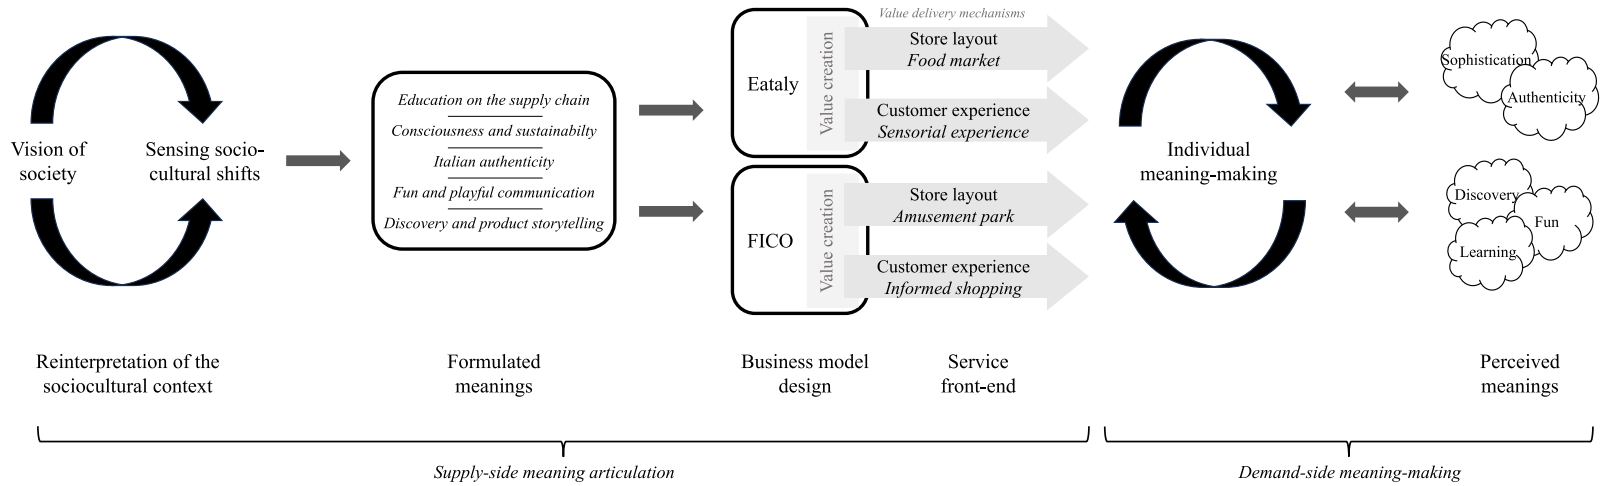 Vision of
society
Sensing socio-
cultural shifts
Education on the supply chain
Consciousness and sustainabilty
Italian authenticity
Fun and playful communication
Discovery and product storytelling
Value delivery mechanisms
Eataly
Value creation
Store layout
Food market
Customer experience
Sensorial experience
FICO
Value creation
Store layout
Amusement park
Customer experience
Informed shopping
Individual
meaning-making
Sophistication
Authenticity
Discovery
Fun
Learning
Reinterpretation of the
sociocultural context
Formulated
meanings
Business model
design
Service
front-end
Perceived
meanings
Supply-side meaning articulation
Demand-side meaning-making